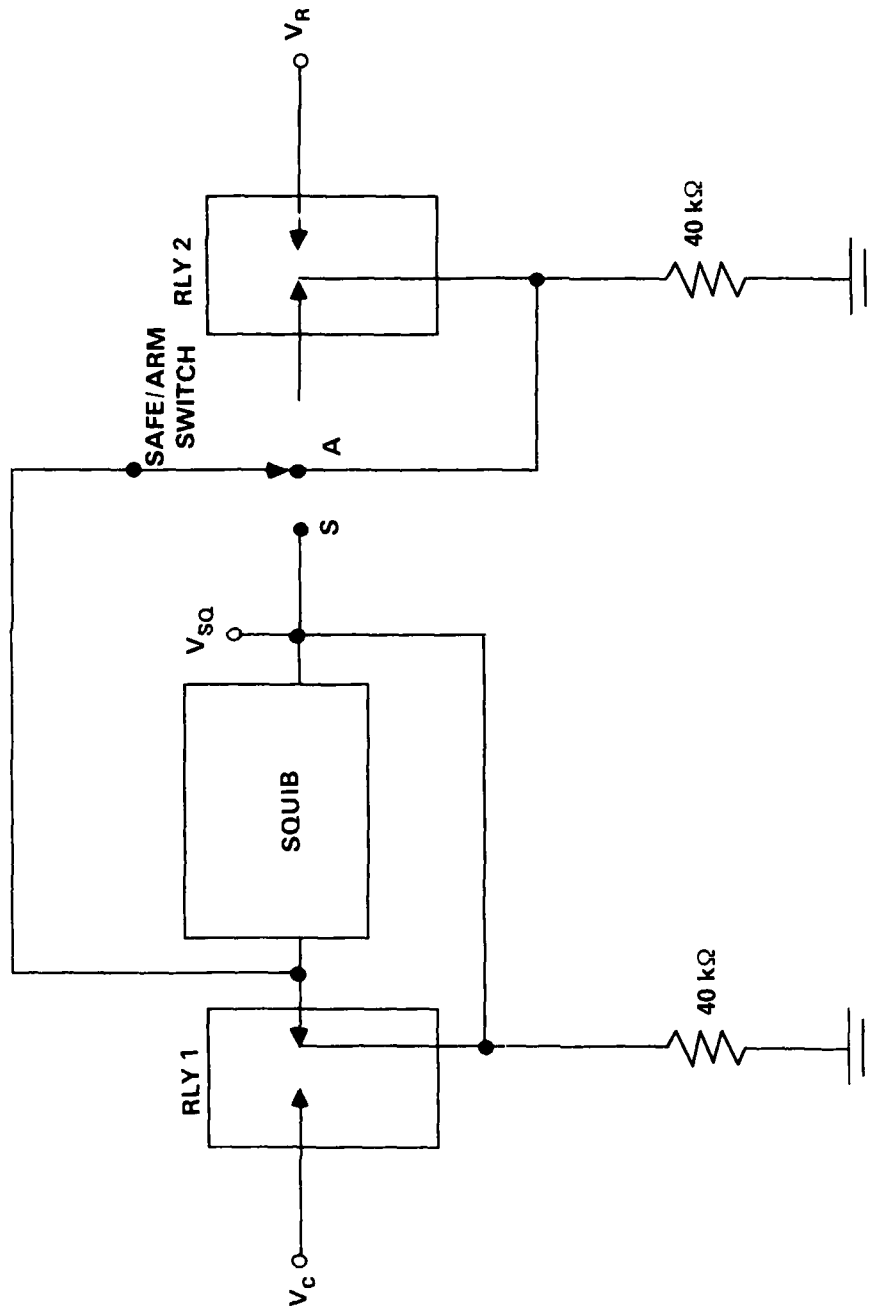 V_C
RLY 1
40 kΩ
SQUIB
V_SQ
S
A
SAFE/ARM
SWITCH
RLY 2
40 kΩ
V_R